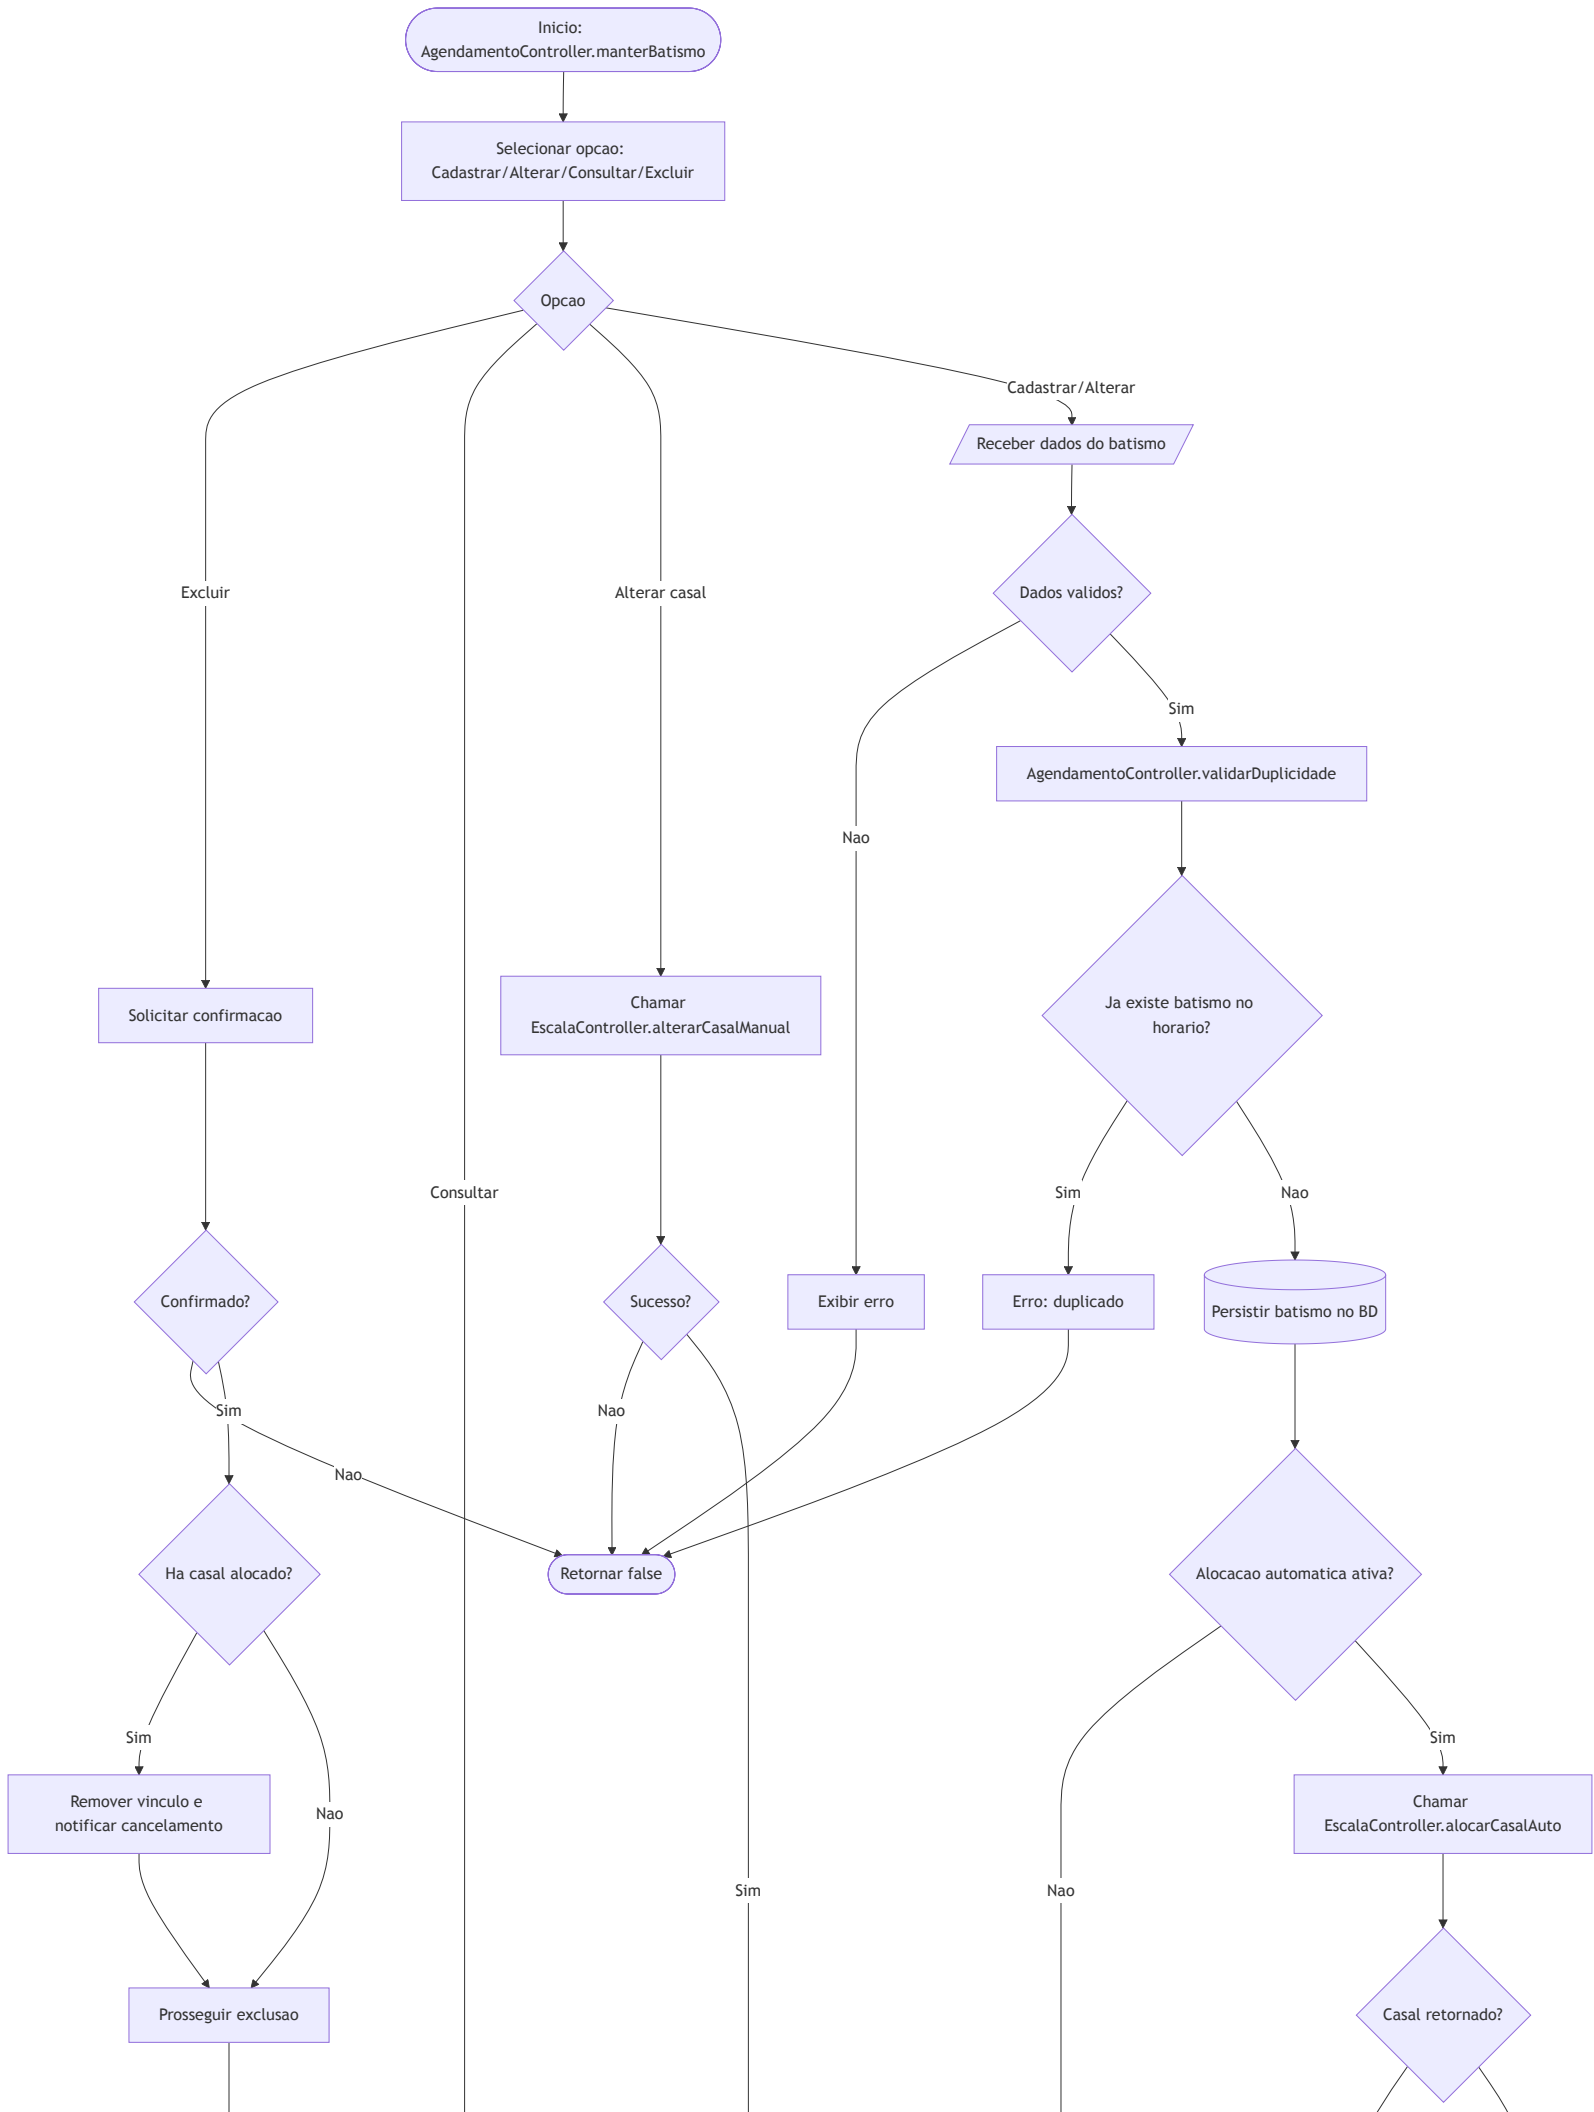 Inicio:
AgendamentoController.manterBatismo
Selecionar opcao:
Cadastrar/Alterar/Consultar/Excluir
Opcao
Cadastrar/Alterar
Receber dados do batismo
Excluir
Alterar casal
Dados validos?
Sim
AgendamentoController.validarDuplicidade
Nao
Solicitar confirmacao
Chamar
EscalaController.alterarCasalManual
Ja existe batismo no
horario?
Consultar
Sim
Nao
Confirmado?
Sucesso?
Exibir erro
Erro: duplicado
Persistir batismo no BD
Sim
Nao
Nao
Ha casal alocado?
Retornar false
Alocacao automatica ativa?
Sim
Sim
Remover vinculo e
notificar cancelamento
Nao
Chamar
EscalaController.alocarCasalAuto
Sim
Nao
Prosseguir exclusao
Casal retornado?